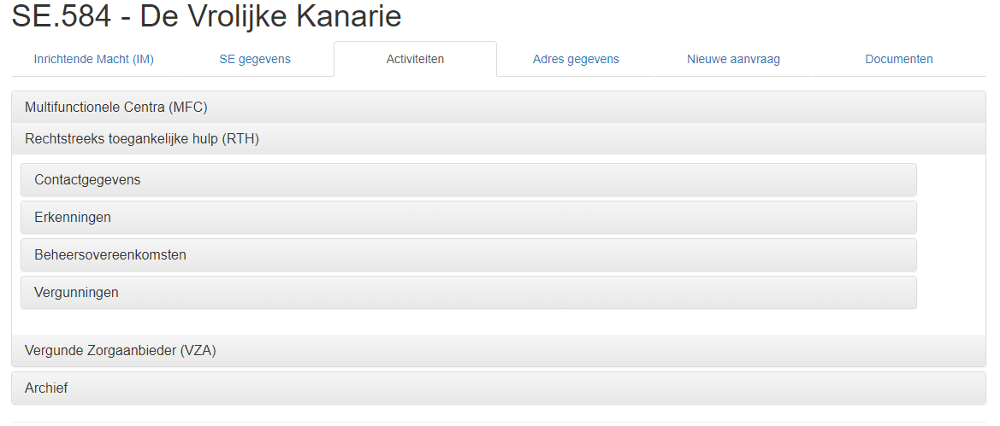 SE.584 - De Vrolijke Kanarie
Inrichtende Macht (IM) SE gegevens Activiteiten Adres gegevens Nieuwe aanvraag Documenten
Multifunctionele Centra (MFC)
Rechtstreeks toegankelijke hulp (RTH)
Contactgegevens
Erkenningen
Beheersovereenkomsten
Vergunningen
Vergunde Zorgaanbieder (VZA)
Archief